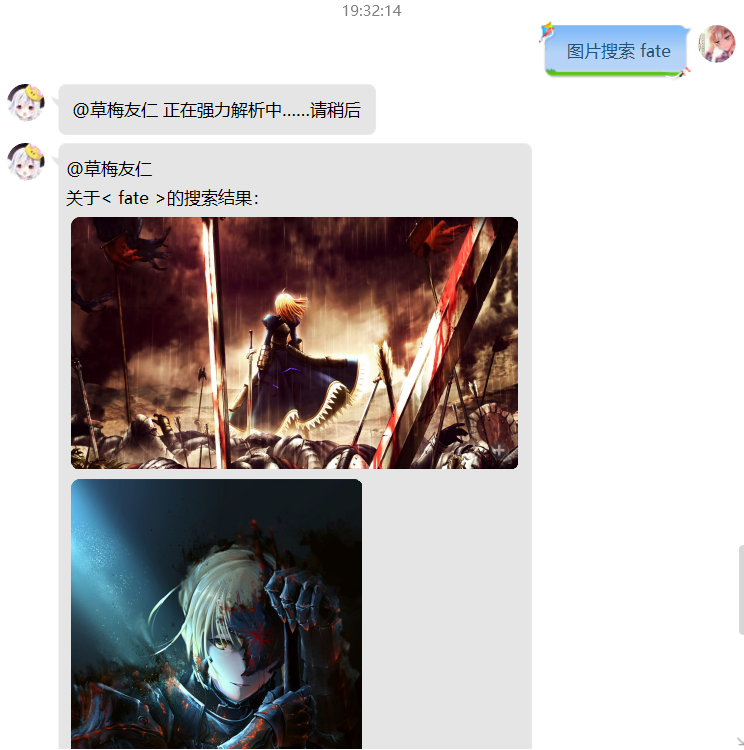 19:32:14
图片搜索 fate
@草梅友仁 正在强力解析中......请稍后
@草梅友仁
关于< fate >的搜索结果: